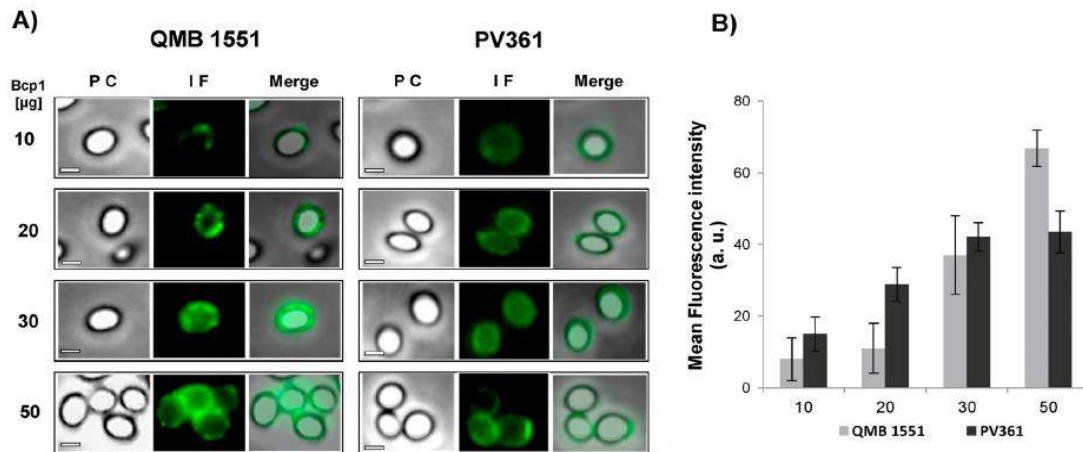 A)
QMB 1551
PV361
Bcp1
[µg]
P C
I F
Merge
P C
I F
Merge
10
20
30
50
B)
Mean Fluorescence intensity
(a. u.)
80
60
40
20
0
10
20
30
50
QMB 1551
PV361